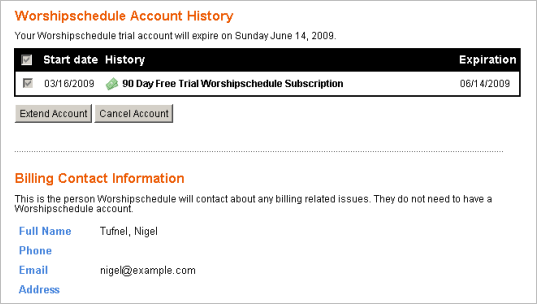 Worshipschedule Account History
Your Worshipschedule trial account will expire on Sunday June 14, 2009.
Start date History Expiration
03/16/2009 90 Day Free Trial Worshipschedule Subscription 06/14/2009
Extend Account Cancel Account
Billing Contact Information
This is the person Worshipschedule will contact about any billing related issues. They do not need to have a
Worshipschedule account.
Full Name Tufnel, Nigel
Phone
Email nigel@example.com
Address